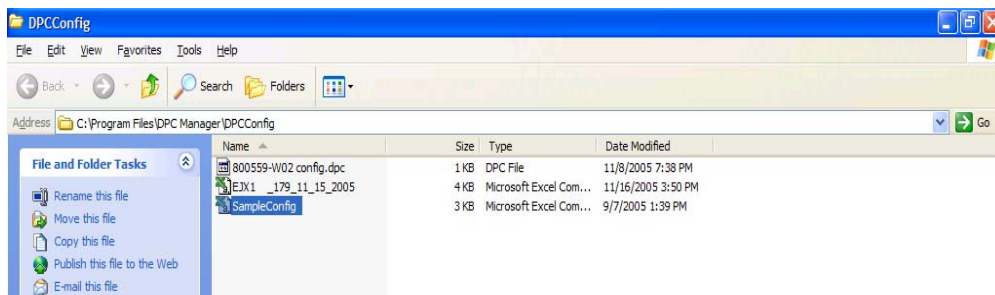 DPCConfig
File Edit View Favorites Tools Help
Back Search Folders
Address C:\Program Files\DPC Manager\DPCConfig Go
Name Size Type Date Modified
File and Folder Tasks
800559-W02 config.dpc 1 KB DPC File 11/8/2005 7:38 PM
EJX1 _179_11_15_2005 4 KB Microsoft Excel Com... 11/16/2005 3:50 PM
SampleConfig 3 KB Microsoft Excel Com... 9/7/2005 1:39 PM
Rename this file
Move this file
Copy this file
Publish this file to the Web
E-mail this file